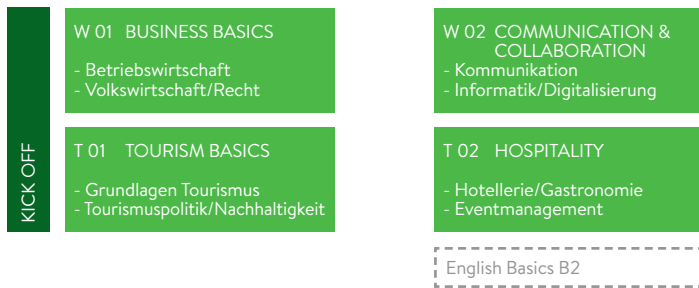 KICK OFF
W 01 BUSINESS BASICS
- Betriebswirtschaft
- Volkswirtschaft/Recht
T 01 TOURISM BASICS
- Grundlagen Tourismus
- Tourismuspolitik/Nachhaltigkeit
W 02 COMMUNICATION &
COLLABORATION
- Kommunikation
- Informatik/Digitalisierung
T 02 HOSPITALITY
- Hotellerie/Gastronomie
- Eventmanagement
English Basics B2